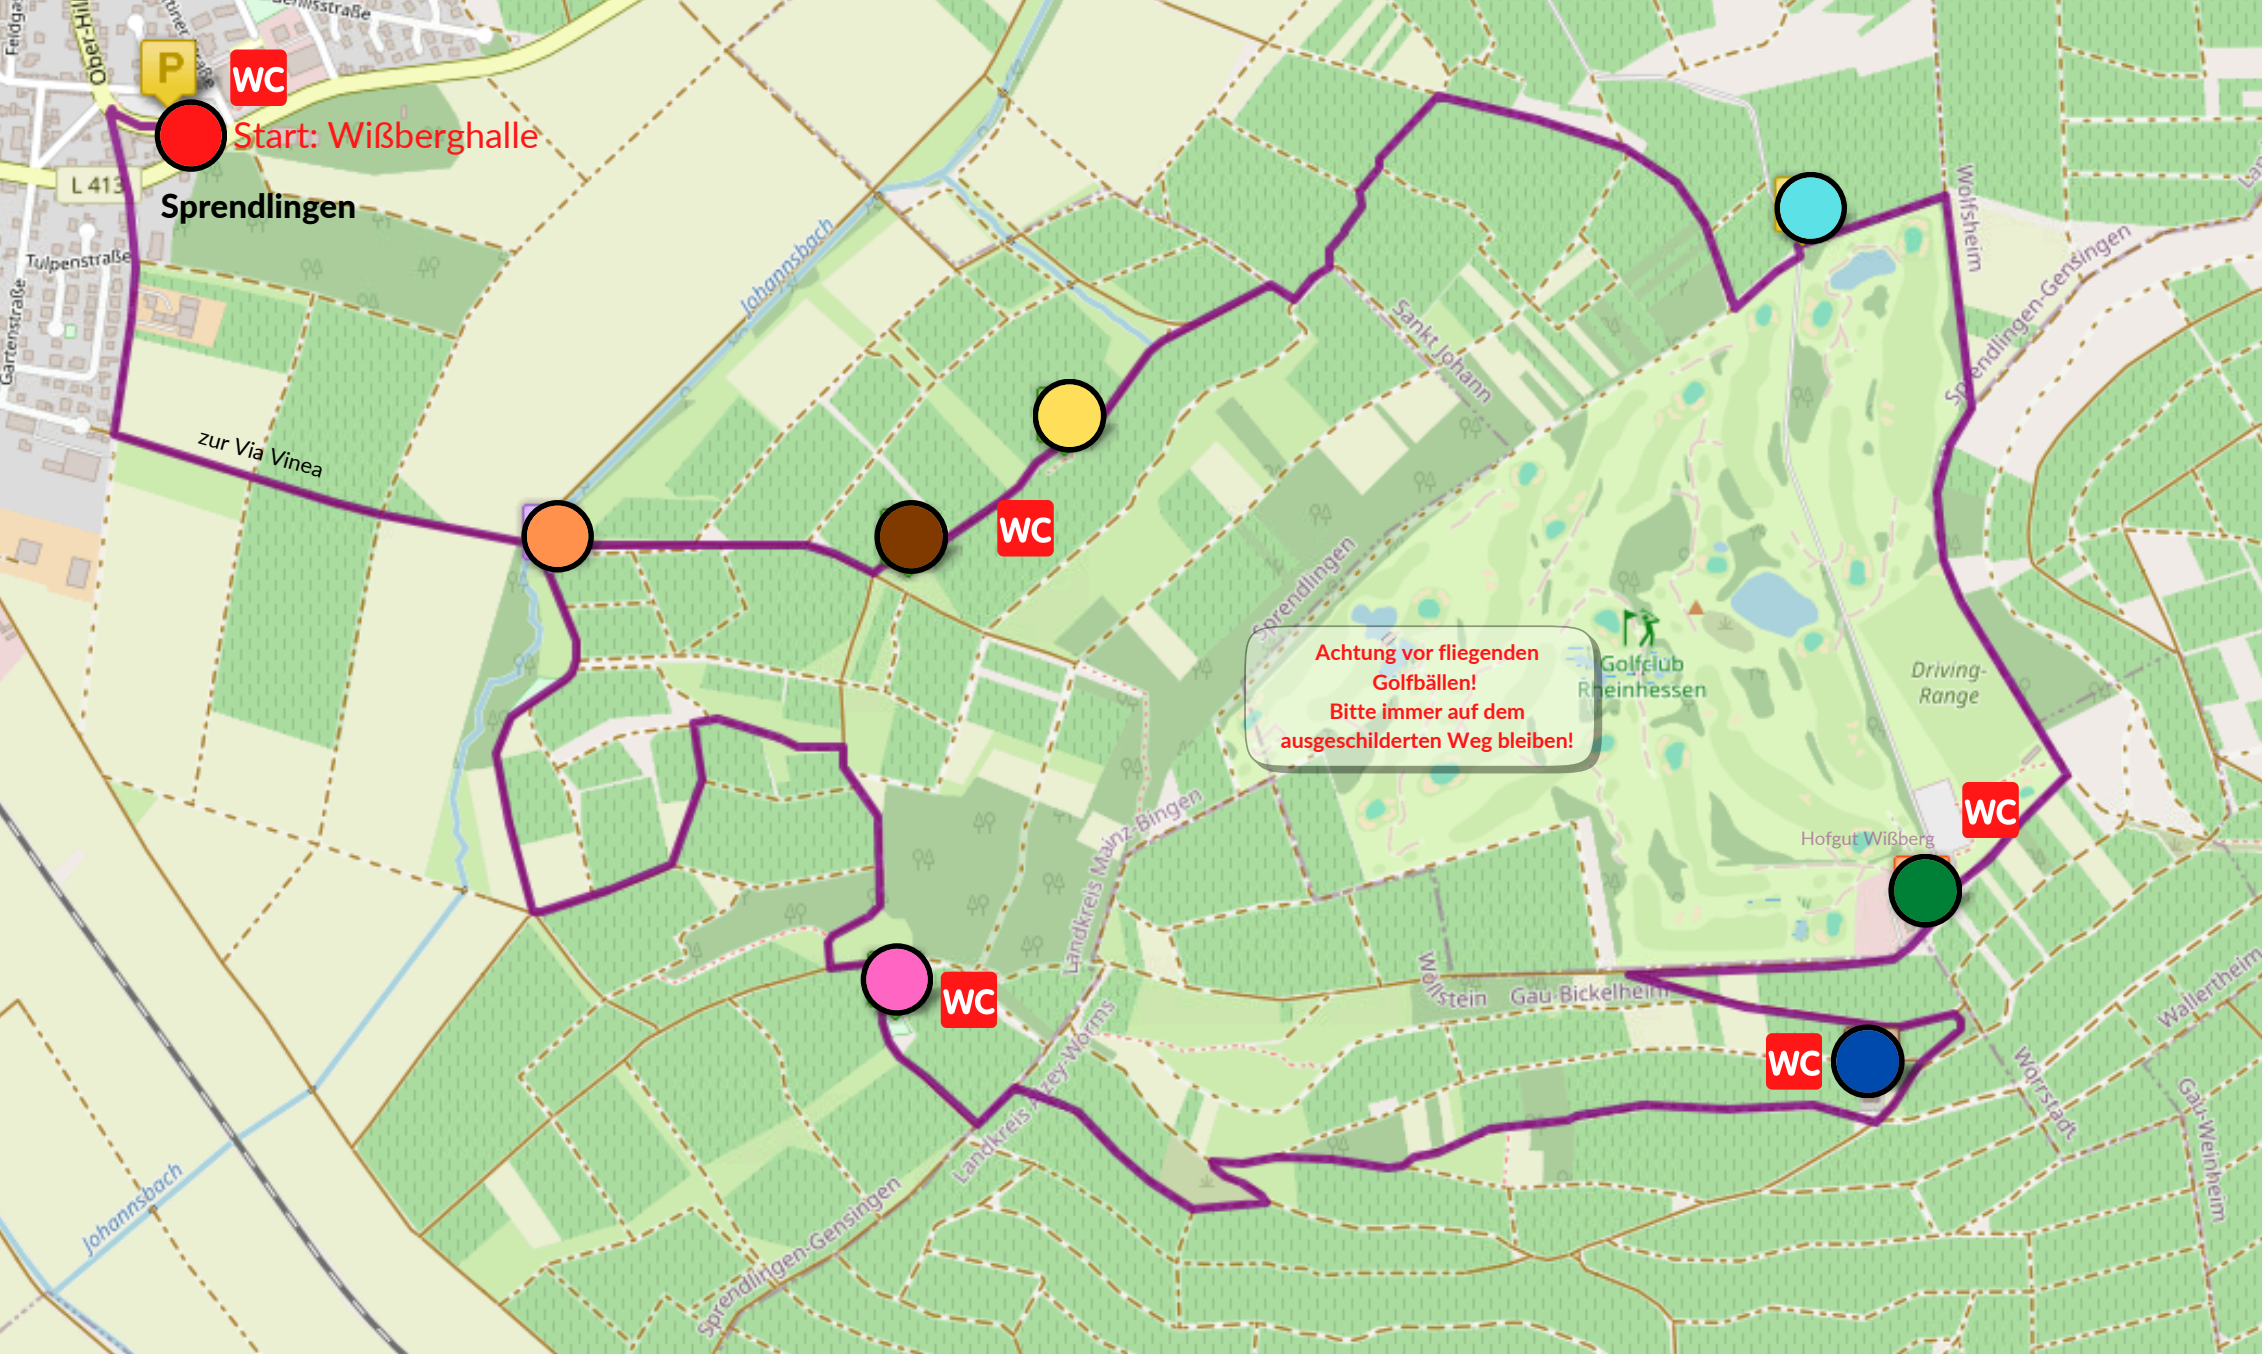 Ober-Hil
P
WC
Start: Wißberghalle
L 413
Sprendlingen
Tulpenstraße
Gartenstraße
zur Via Vinea
Johannsbach
WC
Wolfsheim
Sprendlingen-Gensingen
Sankt Johann
Sprendlingen
Achtung vor fliegenden
Golfbällen!
Bitte immer auf dem
ausgeschilderten Weg bleiben!
Golfclub
Rheinhessen
Driving-
Range
WC
Hofgut Wißberg
Landkreis Mainz-Bingen
WC
Wöllstein
Gau-Bickelheim
WC
Landkreis Alzey-Worms
Wörrstadt
Wallertheim
Gau-Weinheim
Johannsbach
Sprendlingen-Gensingen